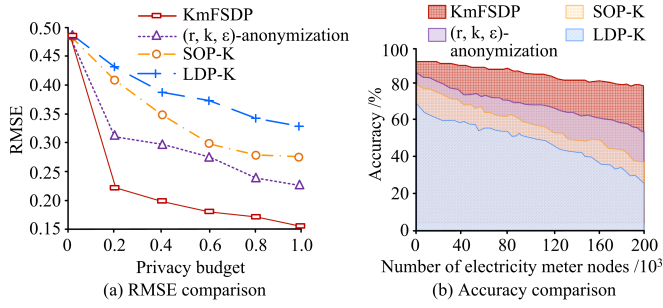 KmFSDP
(r, k, ε)-anonymization
SOP-K
LDP-K
0.50
0.45
0.40
0.35
0.30
0.25
0.20
0.15
RMSE
0 0.2 0.4 0.6 0.8 1.0
Privacy budget
(a) RMSE comparison
KmFSDP
SOP-K
(r, k, ε)-
anonymization
LDP-K
100
80
60
40
20
0
Accuracy /%
0 40 80 120 160 200
Number of electricity meter nodes /10³
(b) Accuracy comparison